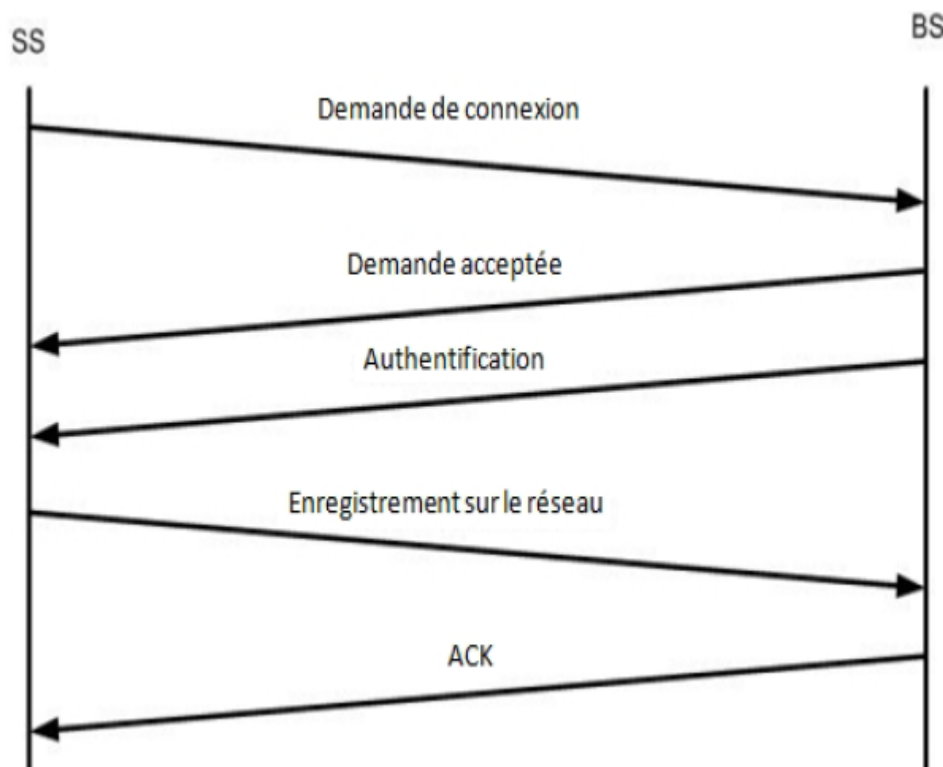 SS
BS
Demande de connexion
Demande acceptée
Authentification
Enregistrement sur le réseau
ACK